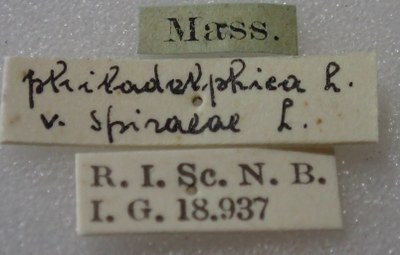 Mass.
philadelphica L.
v. Spiraeae L.
R. I. Sc. N. B.
I. G. 18.937